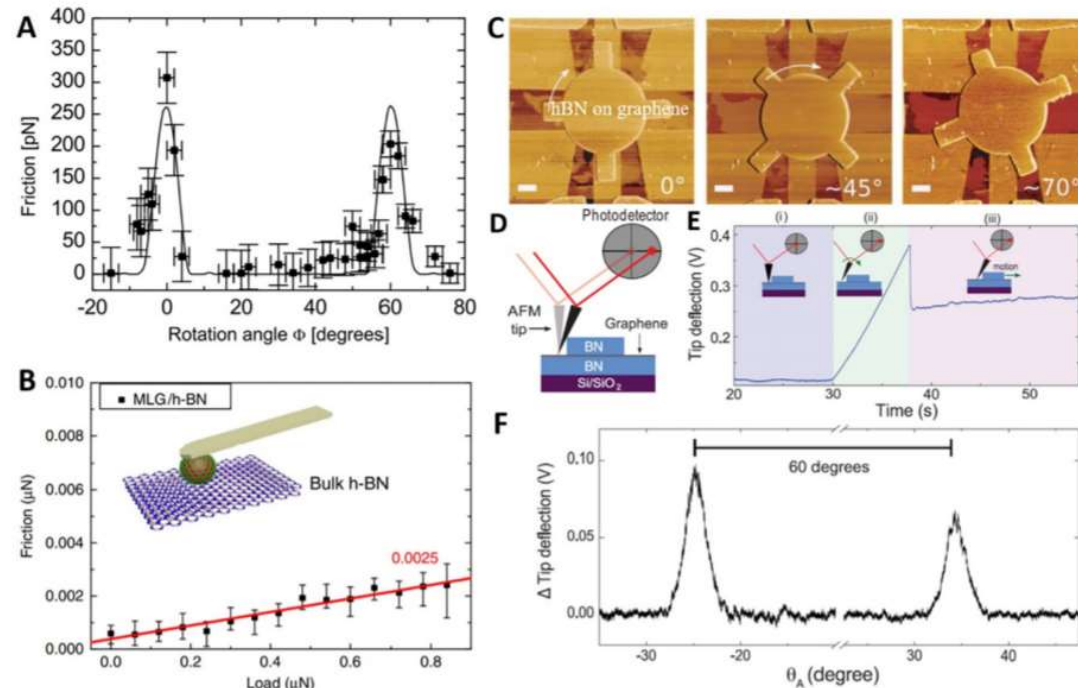 A
400
350
300
250
200
150
100
50
0
Friction [pN]
-20 0 20 40 60 80
Rotation angle Φ [degrees]
B
0.010
0.008
0.006
0.004
0.002
0.000
Friction (μN)
MLG/h-BN
Bulk h-BN
0.0025
0.0 0.2 0.4 0.6 0.8
Load (μN)
C
hBN on graphene
0°
~45°
~70°
D
Photodetector
AFM
tip
Graphene
BN
BN
Si/SiO₂
E
(i) (ii) (iii)
0,4
0.3
0.2
Tip deflection (V)
motion
20 30 40 50
Time (s)
F
60 degrees
0.10
0.05
0.00
Δ Tip deflection (V)
-30 -20 30 40
θA (degree)